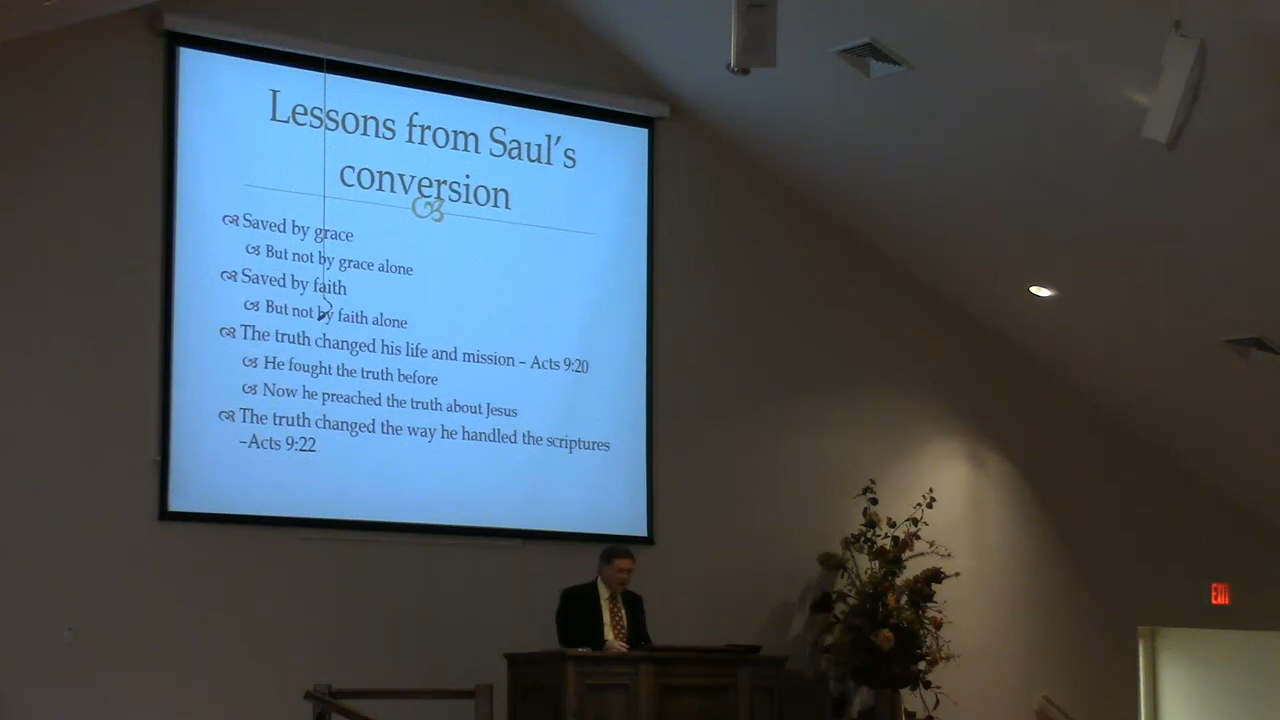 Lessons from Saul's
conversion
Saved by grace
But not by grace alone
Saved by faith
But not by faith alone
The truth changed his life and mission – Acts 9:20
He fought the truth before
Now he preached the truth about Jesus
The truth changed the way he handled the scriptures
–Acts 9:22
EXIT